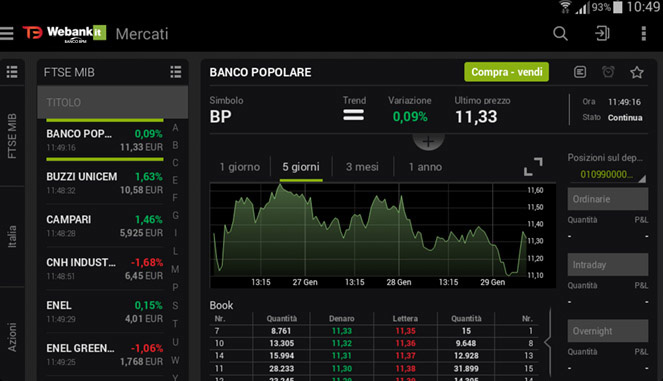 93% 10:49
T3 Webank it Mercati
BANCO BPM
FTSE MIB
Italia
Azioni
FTSE MIB
TITOLO
BANCO POP... 0,09%
11:49:16 11,33 EUR
BUZZI UNICEM 1,63%
11:48:32 10,58 EUR
CAMPARI 1,46%
11:48:28 5,925 EUR
CNH INDUST... -1,68%
11:48:51 6,45 EUR
ENEL 0,15%
11:49:29 4,01 EUR
ENEL GREEN... -1,06%
11:49:25 1,768 EUR
A
B
C
E
F
G
I
L
M
P
S
T
U
W
Y
BANCO POPOLARE Compra - vendi
Simbolo Trend Variazione Ultimo prezzo Ora 11:49:16
BP 0,09% 11,33 Stato Continua
1 giorno 5 giorni 3 mesi 1 anno
11,60
11,50
11,40
11,30
11,20
11,10
13:15 27 Gen 13:15 28 Gen 13:15 29 Gen
Book
Nr. Quantità Denaro Lettera Quantità Nr.
7 8.761 11,33 11,35 15 1
10 13.305 11,32 11,36 9.648 8
14 15.994 11,31 11,37 12.928 13
11 28.233 11,30 11,38 31.899 15
Posizioni sul dep...
010990000...
Ordinarie
Quantità P&L
- -
Intraday
Quantità P&L
- -
Overnight
Quantità P&L
- -